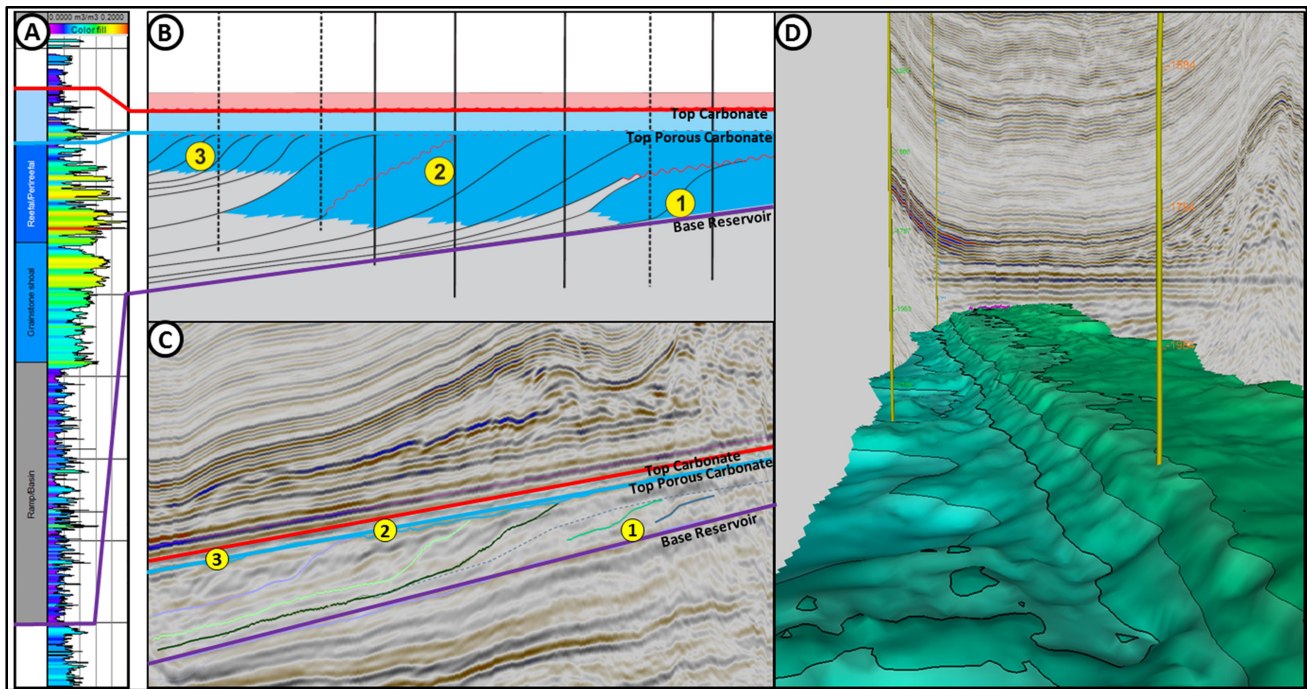 A
0.0000 m3/m3 0.2000
Color fill
Reefal/Perireefal
Grainstone shoal
Ramp/Basin
B
Top Carbonate
Top Porous Carbonate
3
2
1
Base Reservoir
C
Top Carbonate
Top Porous Carbonate
2
1
3
Base Reservoir
D